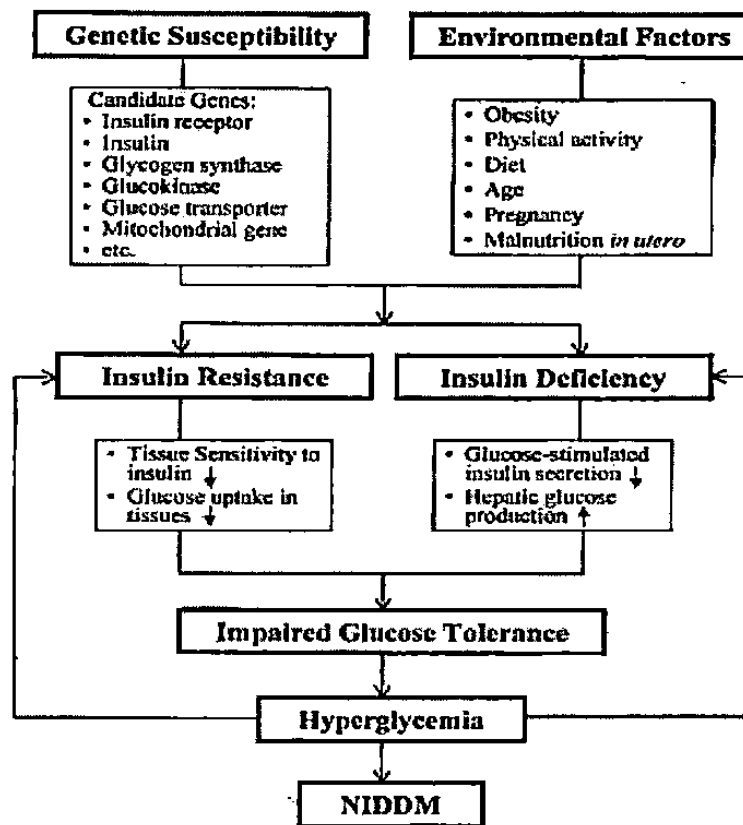 Genetic Susceptibility
Candidate Genes:
• Insulin receptor
• Insulin
• Glycogen synthase
• Glucokinase
• Glucose transporter
• Mitochondrial gene
• etc.
Environmental Factors
• Obesity
• Physical activity
• Diet
• Age
• Pregnancy
• Malnutrition in utero
Insulin Resistance
Insulin Deficiency
• Tissue Sensitivity to
insulin ↓
• Glucose uptake in
tissues ↓
• Glucose-stimulated
insulin secretion ↓
• Hepatic glucose
production ↑
Impaired Glucose Tolerance
Hyperglycemia
NIDDM